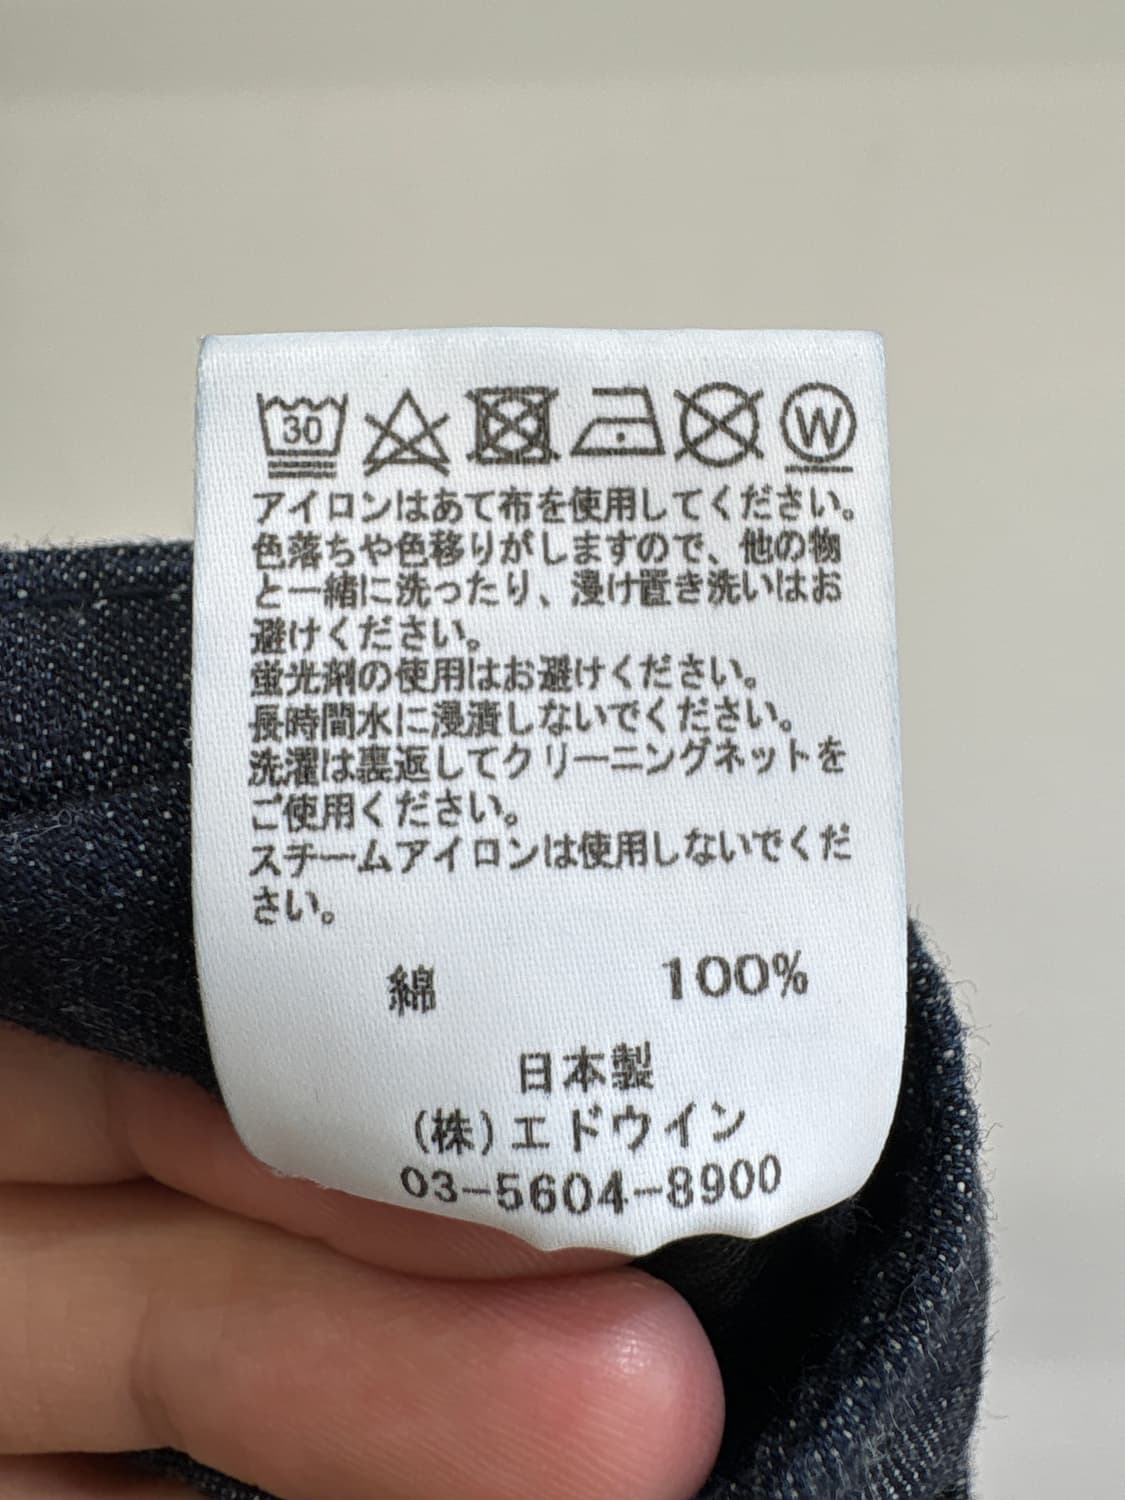 30 W
アイロンはあて布を使用してください。
色落ちや色移りがしますので、他の物
と一緒に洗ったり、浸け置き洗いはお
避けください。
蛍光剤の使用はお避けください。
長時間水に浸漬しないでください。
洗濯は裏返してクリーニングネットを
ご使用ください。
スチームアイロンは使用しないでくだ
さい。
綿 100%
日本製
(株)エドウイン
03-5604-8900